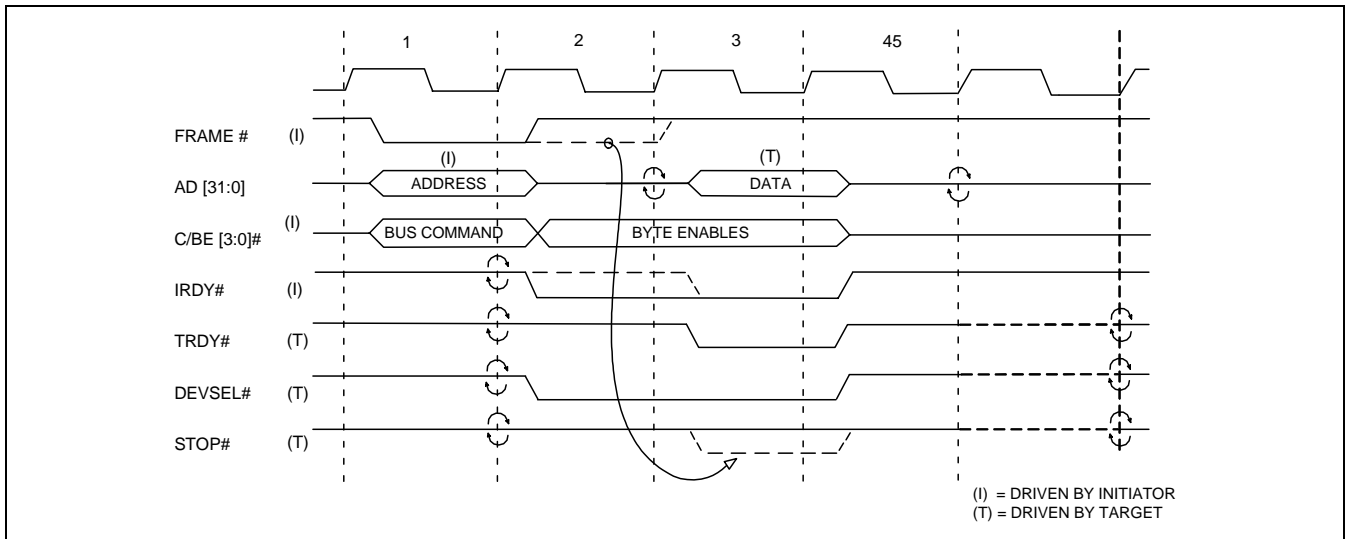 1 2 3 45
FRAME # (I)
(I) (T)
AD [31:0] ADDRESS DATA
C/BE [3:0]# (I) BUS COMMAND BYTE ENABLES
IRDY# (I)
TRDY# (T)
DEVSEL# (T)
STOP# (T)
(I) = DRIVEN BY INITIATOR
(T) = DRIVEN BY TARGET